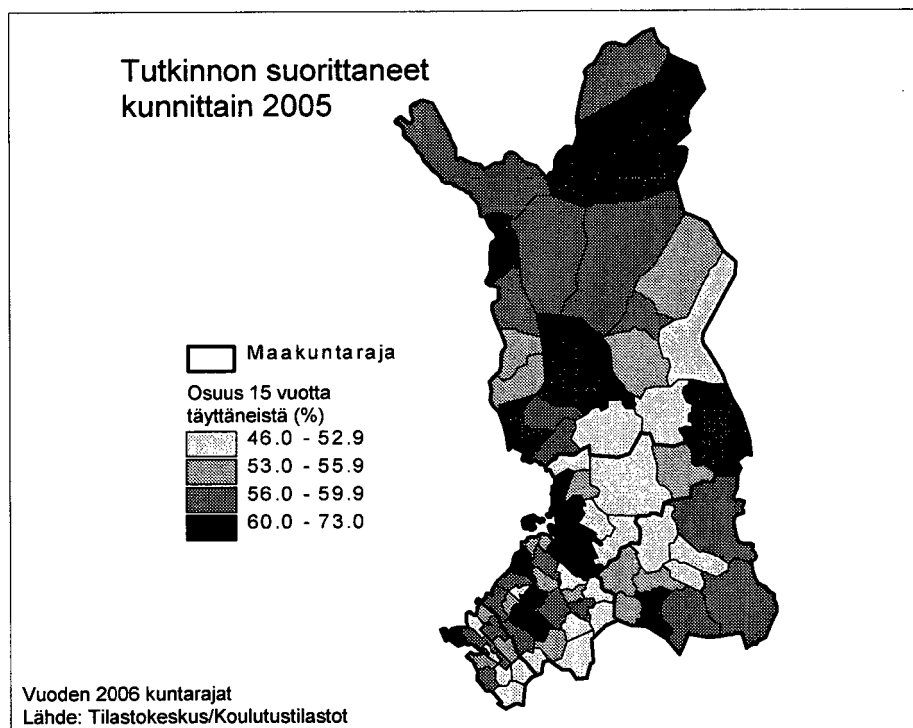 Tutkinnon suorittaneet
kunnittain 2005
Maakuntaraja
Osuus 15 vuotta
täyttäneistä (%)
46.0 - 52.9
53.0 - 55.9
56.0 - 59.9
60.0 - 73.0
Vuoden 2006 kuntarajat
Lähde: Tilastokeskus/Koulutustilastot